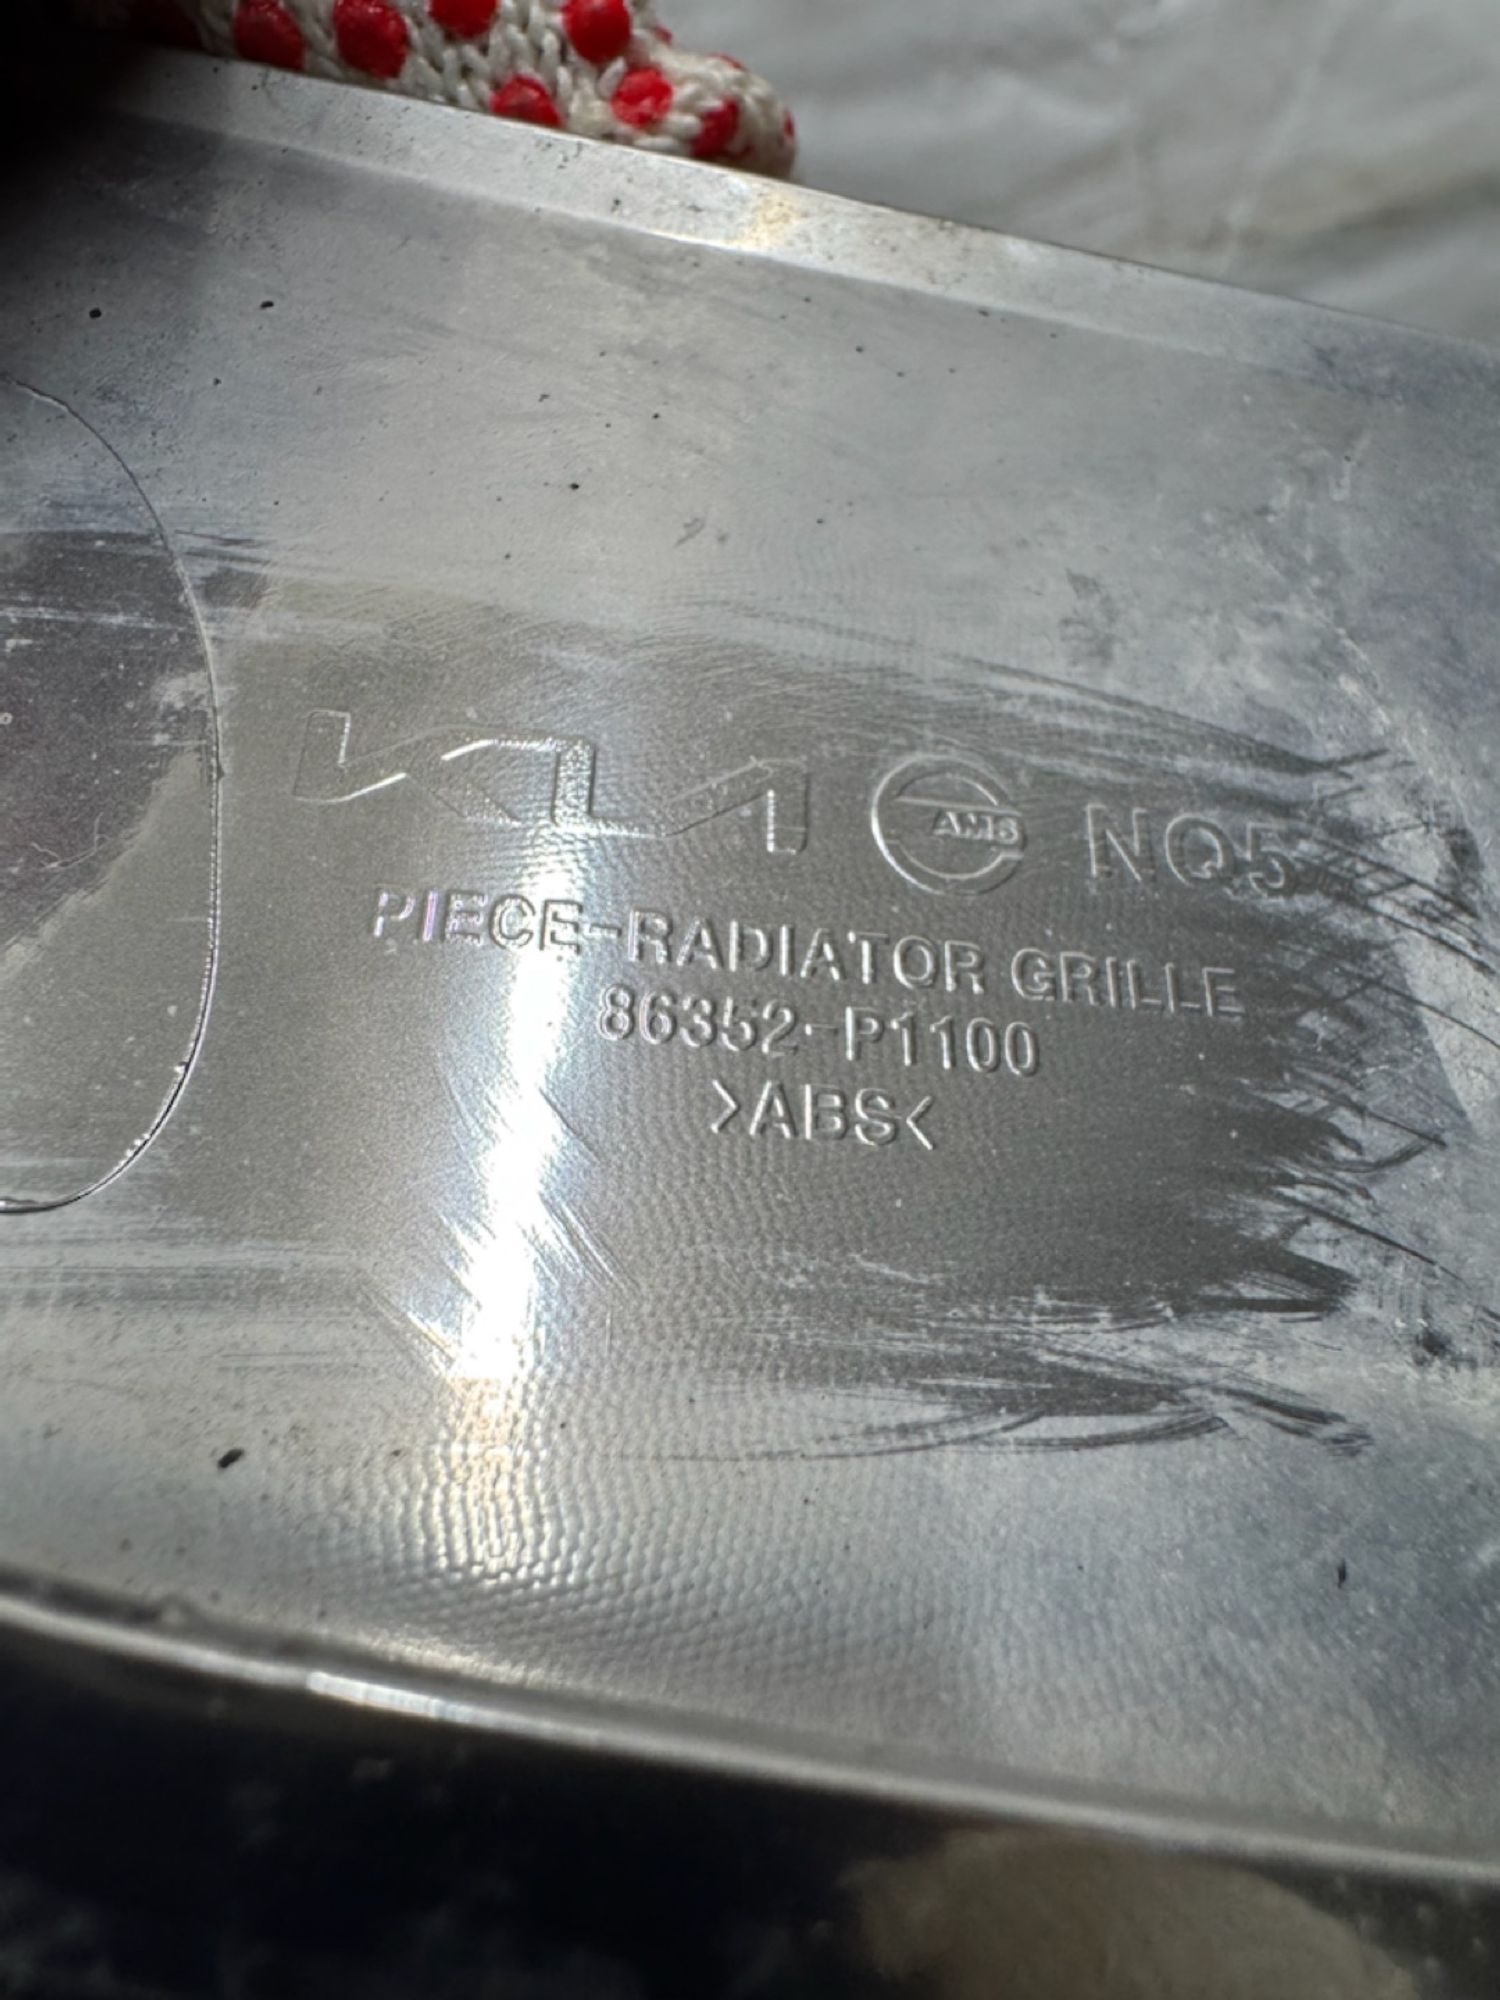 KIA AMS NQ5
PIECE-RADIATOR GRILLE
86352-P1100
>ABS<